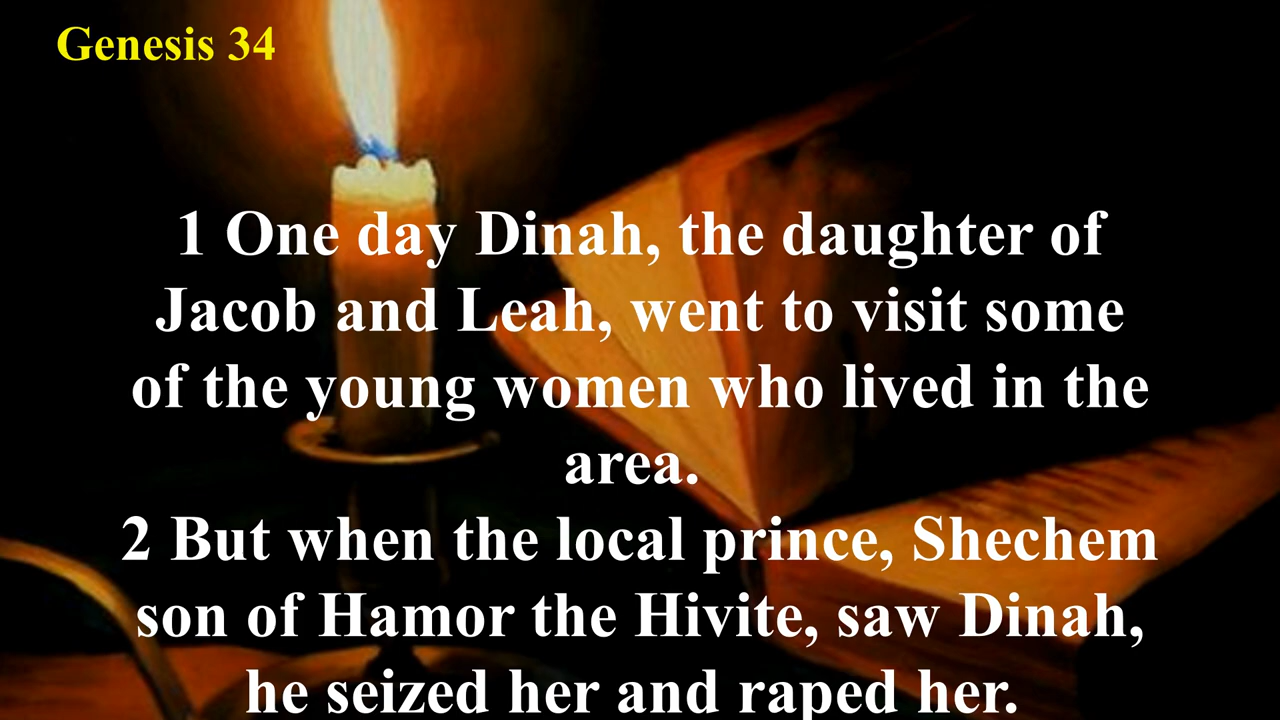 Genesis 34
1 One day Dinah, the daughter of
Jacob and Leah, went to visit some
of the young women who lived in the
area.
2 But when the local prince, Shechem
son of Hamor the Hivite, saw Dinah,
he seized her and raped her.